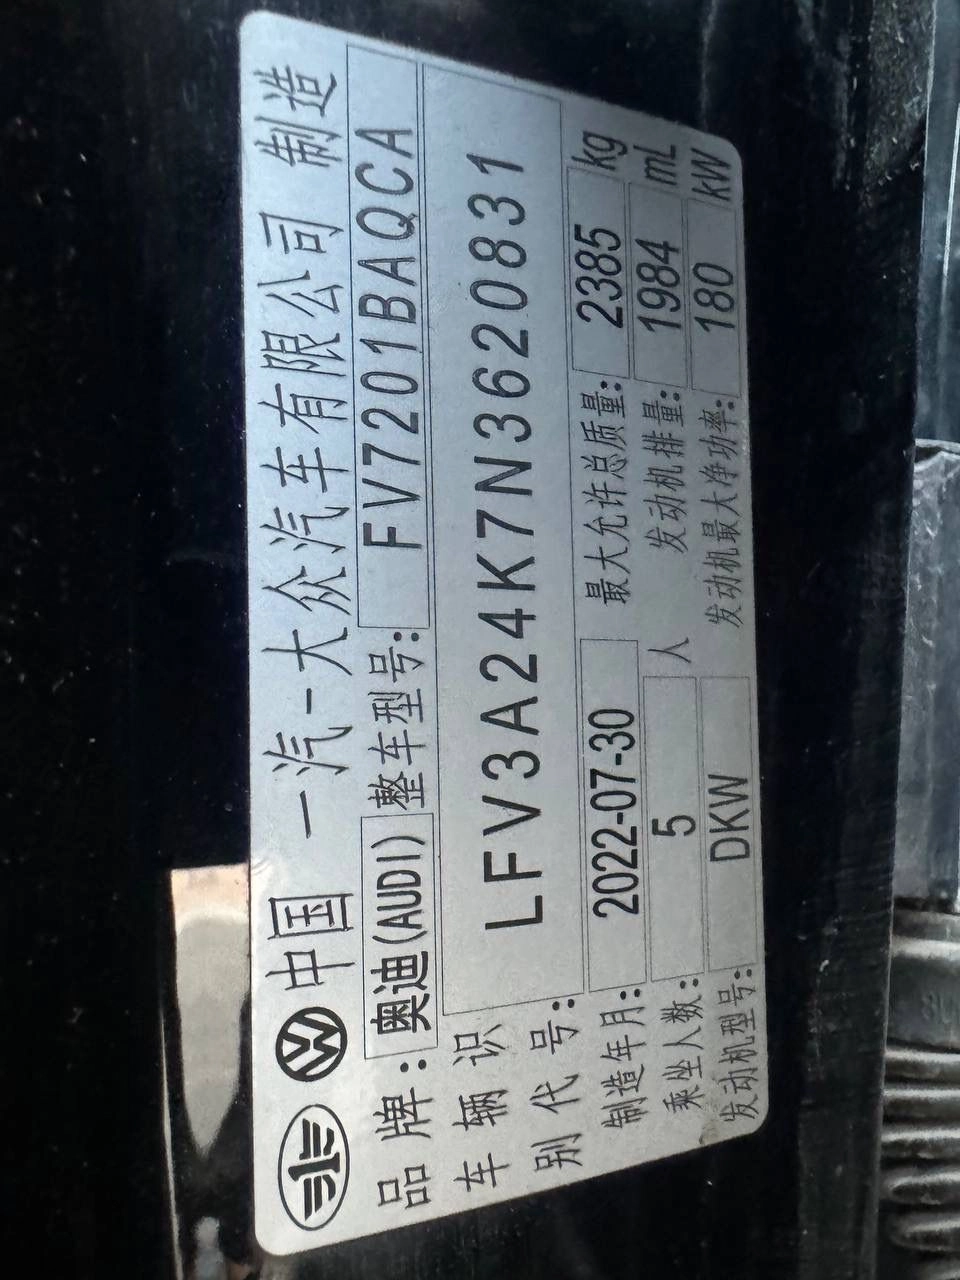 中国 一汽-大众汽车有限公司 制造
品牌: 奥迪(AUDI) 整车型号: FV7201BAQCA
车辆识别代号: LFV3A24K7N3620831
制造年月: 2022-07-30 最大允许总质量: 2385 kg
乘坐人数: 5 人 发动机排量: 1984 mL
发动机型号: DKW 发动机最大净功率: 180 kW